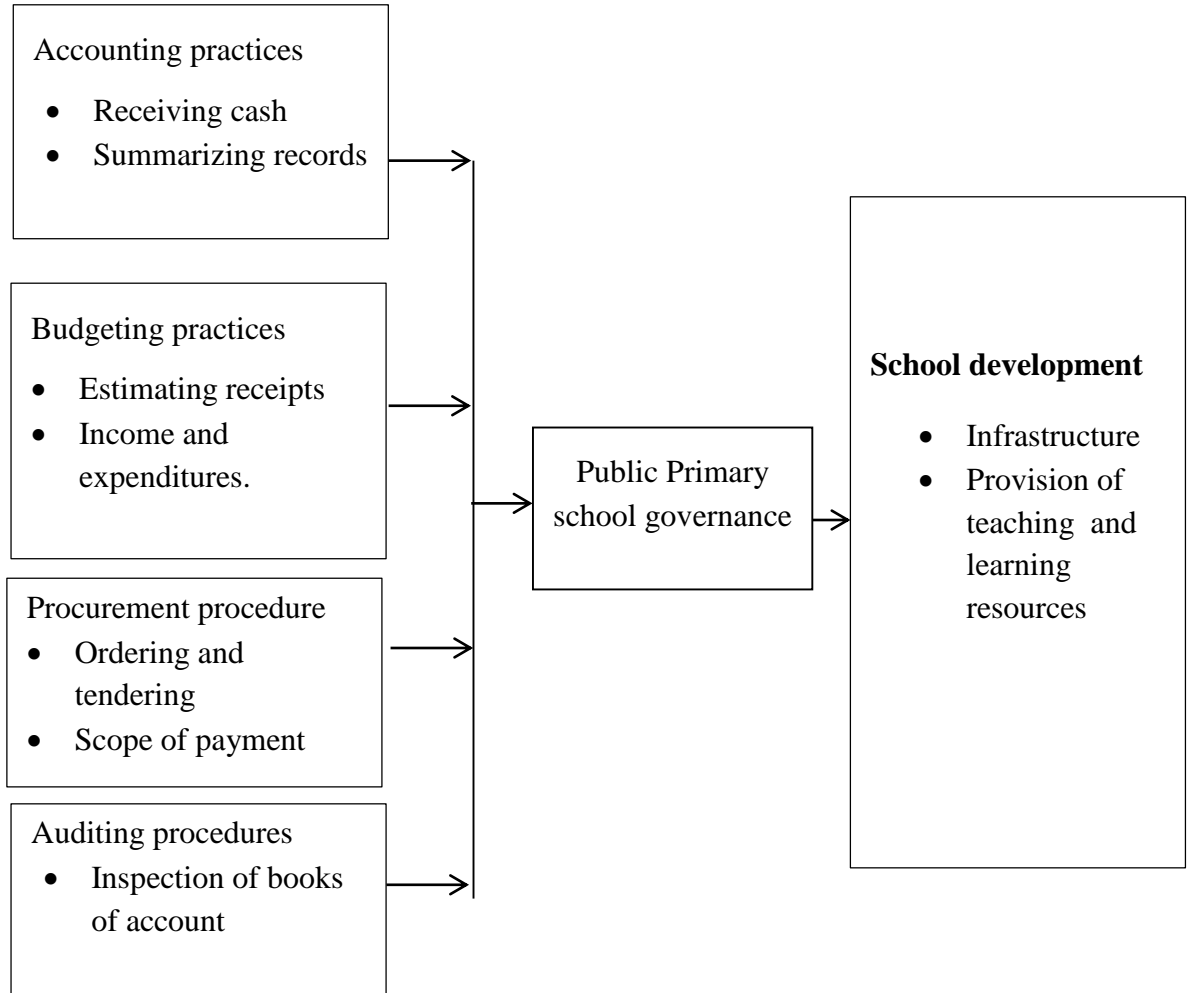 Accounting practices
• Receiving cash
• Summarizing records
Budgeting practices
• Estimating receipts
• Income and
expenditures.
Procurement procedure
• Ordering and
tendering
• Scope of payment
Auditing procedures
• Inspection of books
of account
Public Primary
school governance
School development
• Infrastructure
• Provision of
teaching and
learning
resources